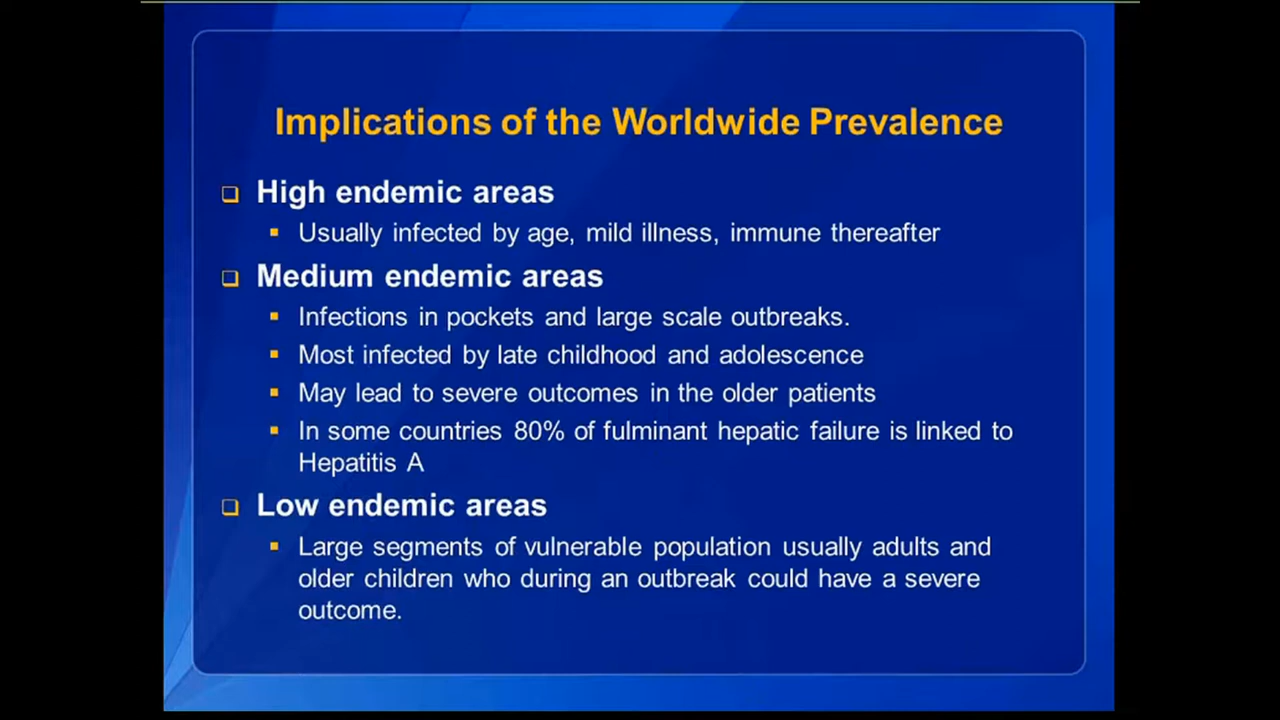 Implications of the Worldwide Prevalence
High endemic areas
Usually infected by age, mild illness, immune thereafter
Medium endemic areas
Infections in pockets and large scale outbreaks.
Most infected by late childhood and adolescence
May lead to severe outcomes in the older patients
In some countries 80% of fulminant hepatic failure is linked to
Hepatitis A
Low endemic areas
Large segments of vulnerable population usually adults and
older children who during an outbreak could have a severe
outcome.